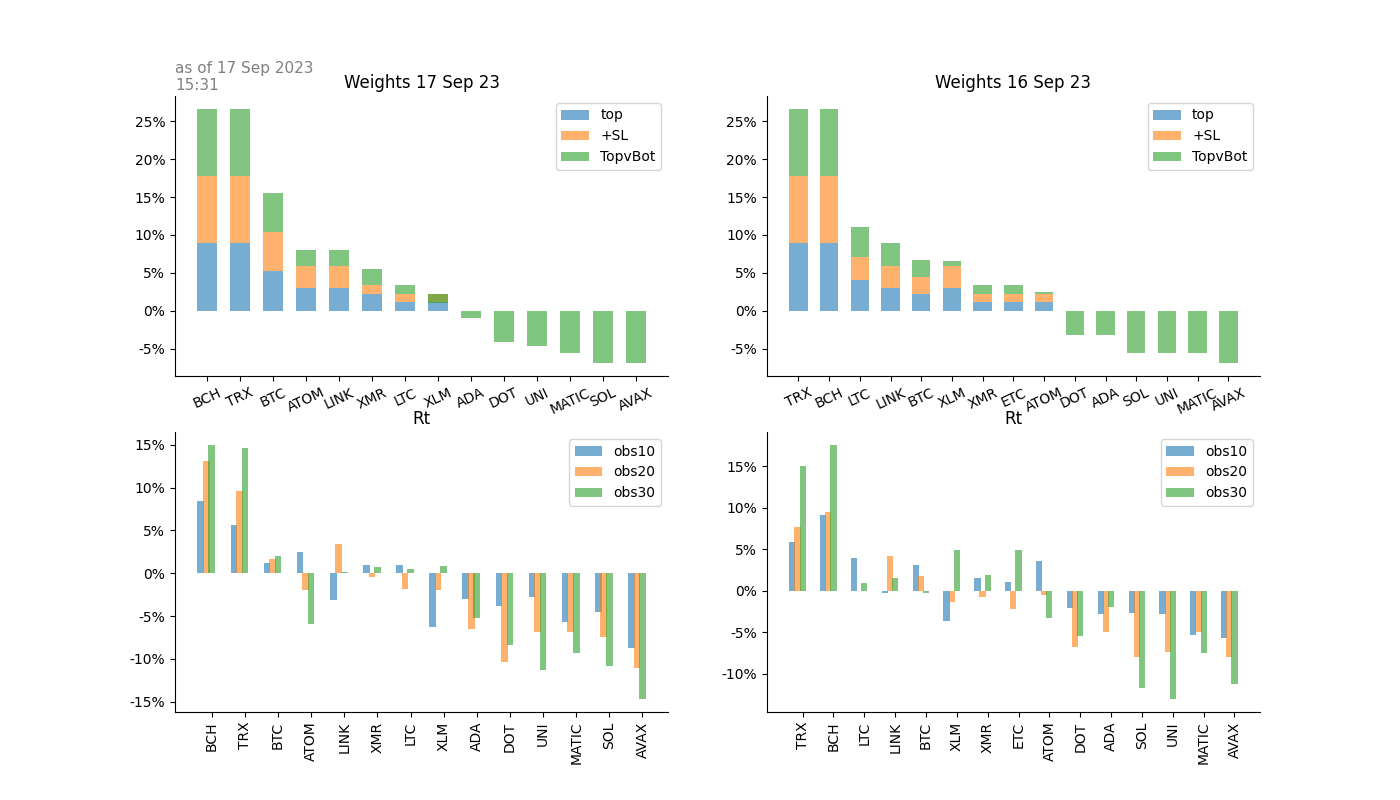 as of 17 Sep 2023
15:31
Weights 17 Sep 23
25%
20%
15%
10%
5%
0%
-5%
top
+SL
TopvBot
BCH TRX BTC ATOM LINK XMR LTC XLM ADA DOT UNI MATIC SOL AVAX
Weights 16 Sep 23
25%
20%
15%
10%
5%
0%
-5%
top
+SL
TopvBot
TRX BCH LTC LINK BTC XLM XMR ETC ATOM DOT ADA SOL UNI MATIC AVAX
Rt
15%
10%
5%
0%
-5%
-10%
-15%
obs10
obs20
obs30
BCH TRX BTC ATOM LINK XMR LTC XLM ADA DOT UNI MATIC SOL AVAX
Rt
15%
10%
5%
0%
-5%
-10%
obs10
obs20
obs30
TRX BCH LTC LINK BTC XLM XMR ETC ATOM DOT ADA SOL UNI MATIC AVAX